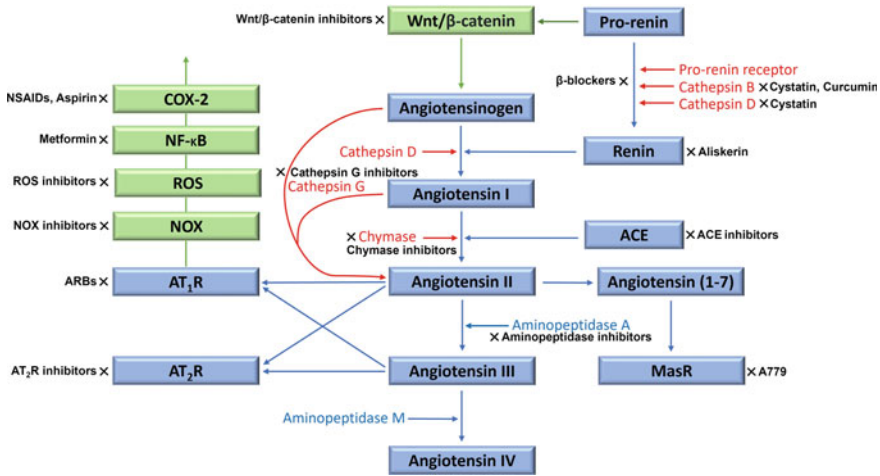 Wnt/β-catenin inhibitors × Wnt/β-catenin Pro-renin
β-blockers × Pro-renin receptor
Cathepsin B × Cystatin, Curcumin
Cathepsin D × Cystatin
NSAIDs, Aspirin × COX-2 Angiotensinogen
Metformin × NF-κB Cathepsin D Renin × Aliskerin
× Cathepsin G inhibitors
ROS inhibitors × ROS Cathepsin G Angiotensin I
NOX inhibitors × NOX × Chymase ACE × ACE inhibitors
Chymase inhibitors
ARBs × AT₁R Angiotensin II Angiotensin (1-7)
Aminopeptidase A
× Aminopeptidase inhibitors
AT₂R inhibitors × AT₂R Angiotensin III MasR × A779
Aminopeptidase M
Angiotensin IV